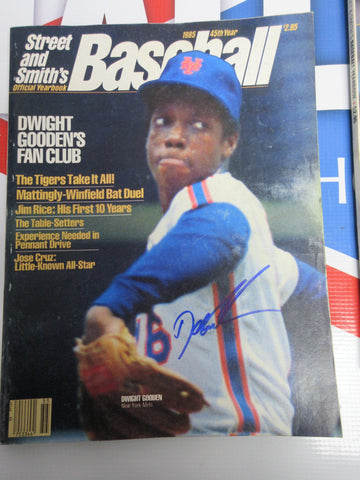 Street
and
Smith's
Official Yearbook
Baseball
1985 45th Year
$2.95
DWIGHT
GOODEN'S
FAN CLUB
The Tigers Take It All!
Mattingly-Winfield Bat Duel
Jim Rice: His First 10 Years
The Table-Setters
Experience Needed in
Pennant Drive
Jose Cruz:
Little-Known All-Star
16
DWIGHT GOODEN
New York Mets